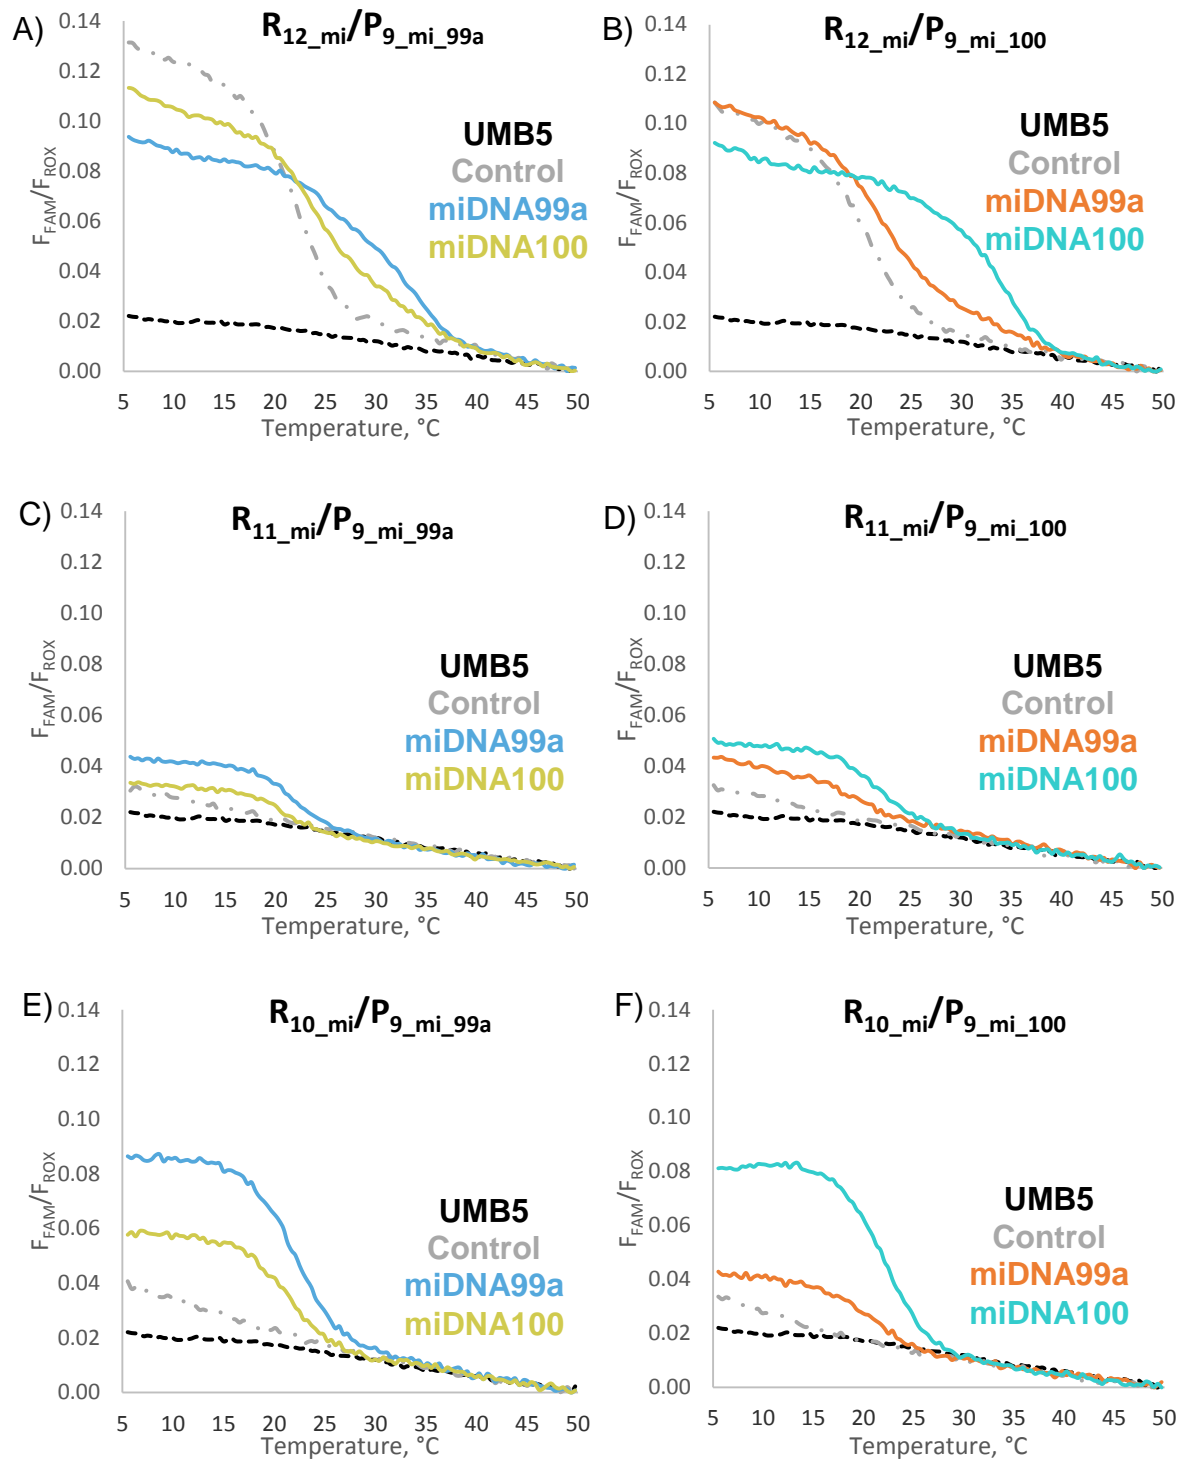 A)
R12_mi/P9_mi_99a
0.14
0.12
0.10
0.08
0.06
0.04
0.02
0.00
FFAM/FROX
UMB5
Control
miDNA99a
miDNA100
5 10 15 20 25 30 35 40 45 50
Temperature, °C
B)
R12_mi/P9_mi_100
0.14
0.12
0.10
0.08
0.06
0.04
0.02
0.00
FFAM/FROX
UMB5
Control
miDNA99a
miDNA100
5 10 15 20 25 30 35 40 45 50
Temperature, °C
C)
R11_mi/P9_mi_99a
0.14
0.12
0.10
0.08
0.06
0.04
0.02
0.00
FFAM/FROX
UMB5
Control
miDNA99a
miDNA100
5 10 15 20 25 30 35 40 45 50
Temperature, °C
D)
R11_mi/P9_mi_100
0.14
0.12
0.10
0.08
0.06
0.04
0.02
0.00
FFAM/FROX
UMB5
Control
miDNA99a
miDNA100
5 10 15 20 25 30 35 40 45 50
Temperature, °C
E)
R10_mi/P9_mi_99a
0.14
0.12
0.10
0.08
0.06
0.04
0.02
0.00
FFAM/FROX
UMB5
Control
miDNA99a
miDNA100
5 10 15 20 25 30 35 40 45 50
Temperature, °C
F)
R10_mi/P9_mi_100
0.14
0.12
0.10
0.08
0.06
0.04
0.02
0.00
FFAM/FROX
UMB5
Control
miDNA99a
miDNA100
5 10 15 20 25 30 35 40 45 50
Temperature, °C